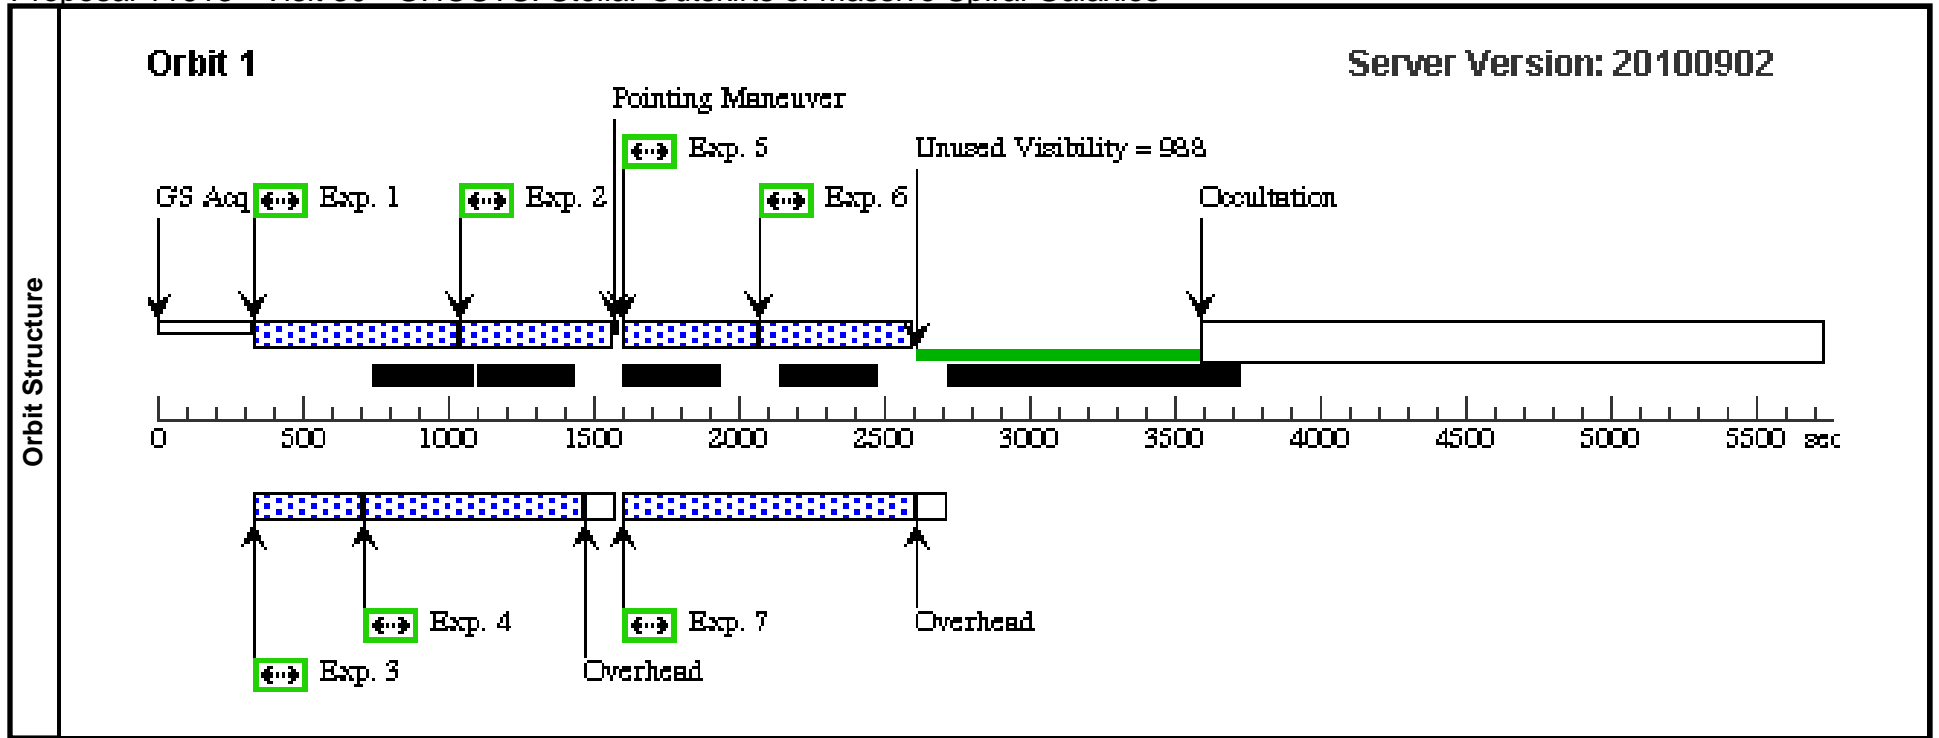 Orbit 1
Server Version: 20100902
Pointing Maneuver
Exp. 5
Unused Visibility = 988
GS Acq
Exp. 1
Exp. 2
Exp. 6
Occultation
Orbit Structure
0 500 1000 1500 2000 2500 3000 3500 4000 4500 5000 5500 sec
Exp. 4
Exp. 7
Overhead
Exp. 3
Overhead